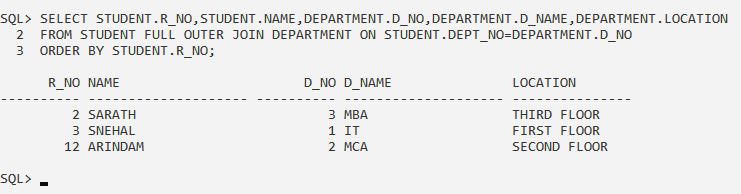 SQL> SELECT STUDENT.R_NO,STUDENT.NAME,DEPARTMENT.D_NO,DEPARTMENT.D_NAME,DEPARTMENT.LOCATION
  2  FROM STUDENT FULL OUTER JOIN DEPARTMENT ON STUDENT.DEPT_NO=DEPARTMENT.D_NO
  3  ORDER BY STUDENT.R_NO;
      R_NO NAME                       D_NO D_NAME               LOCATION
---------- -------------------- ---------- -------------------- ---------------
         2 SARATH                        3 MBA                  THIRD FLOOR
         3 SNEHAL                        1 IT                   FIRST FLOOR
        12 ARINDAM                       2 MCA                  SECOND FLOOR
SQL>